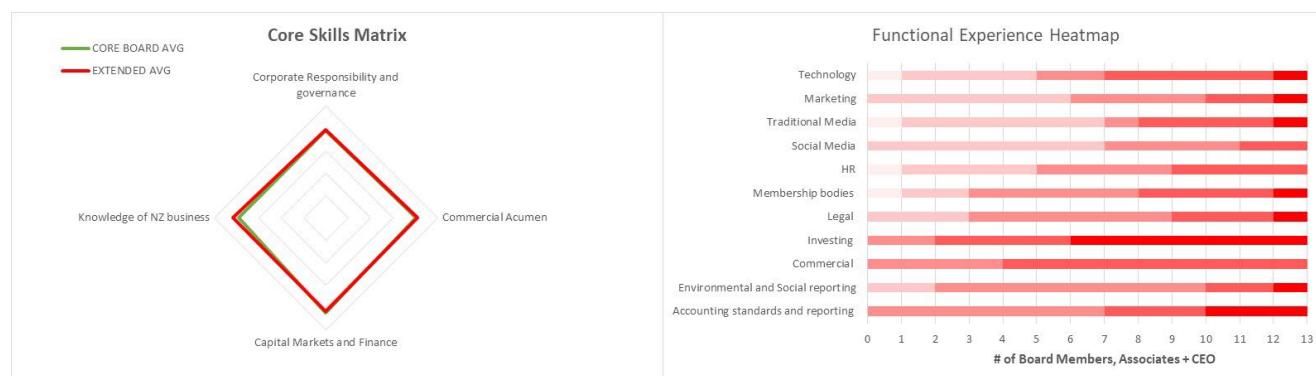 Core Skills Matrix
CORE BOARD AVG
EXTENDED AVG
Corporate Responsibility and
governance
Knowledge of NZ business
Commercial Acumen
Capital Markets and Finance
Functional Experience Heatmap
Technology
Marketing
Traditional Media
Social Media
HR
Membership bodies
Legal
Investing
Commercial
Environmental and Social reporting
Accounting standards and reporting
0 1 2 3 4 5 6 7 8 9 10 11 12 13
# of Board Members, Associates + CEO